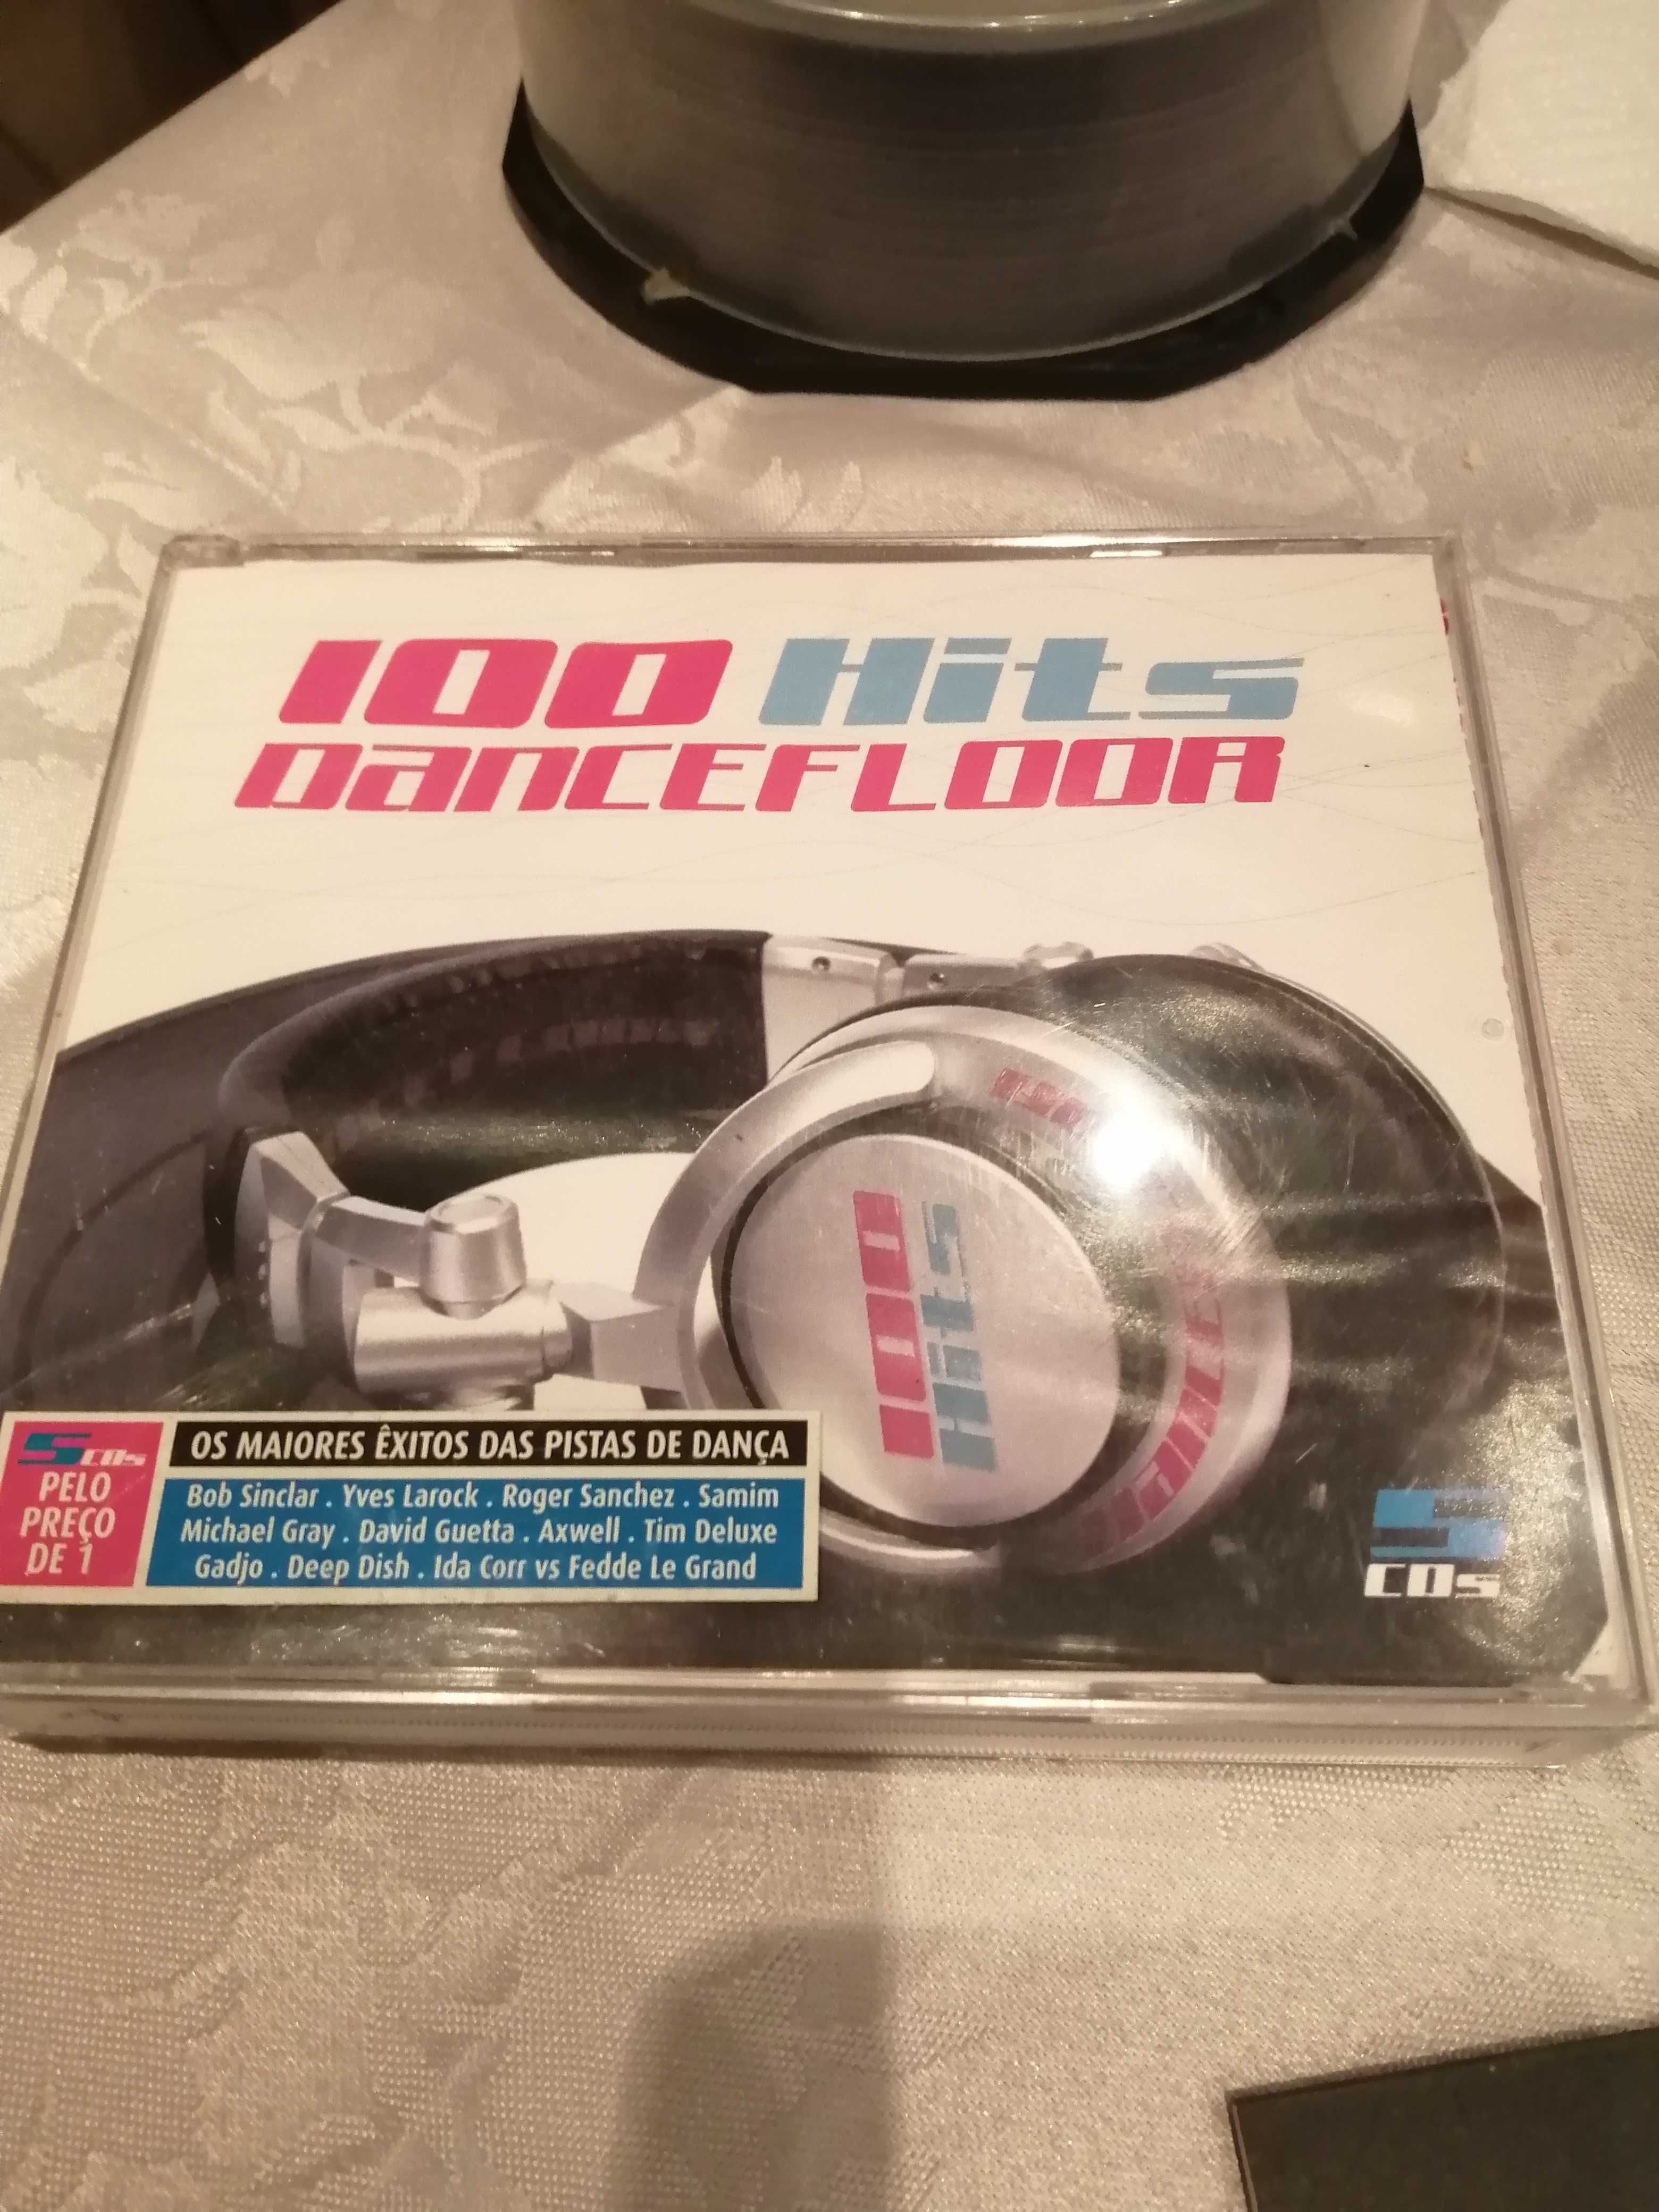 100 Hits
DANCEFLOOR
100
Hits
5 CDs
PELO
PREÇO
DE 1
OS MAIORES ÊXITOS DAS PISTAS DE DANÇA
Bob Sinclar . Yves Larock . Roger Sanchez . Samim
Michael Gray . David Guetta . Axwell . Tim Deluxe
Gadjo . Deep Dish . Ida Corr vs Fedde Le Grand
5
CDs